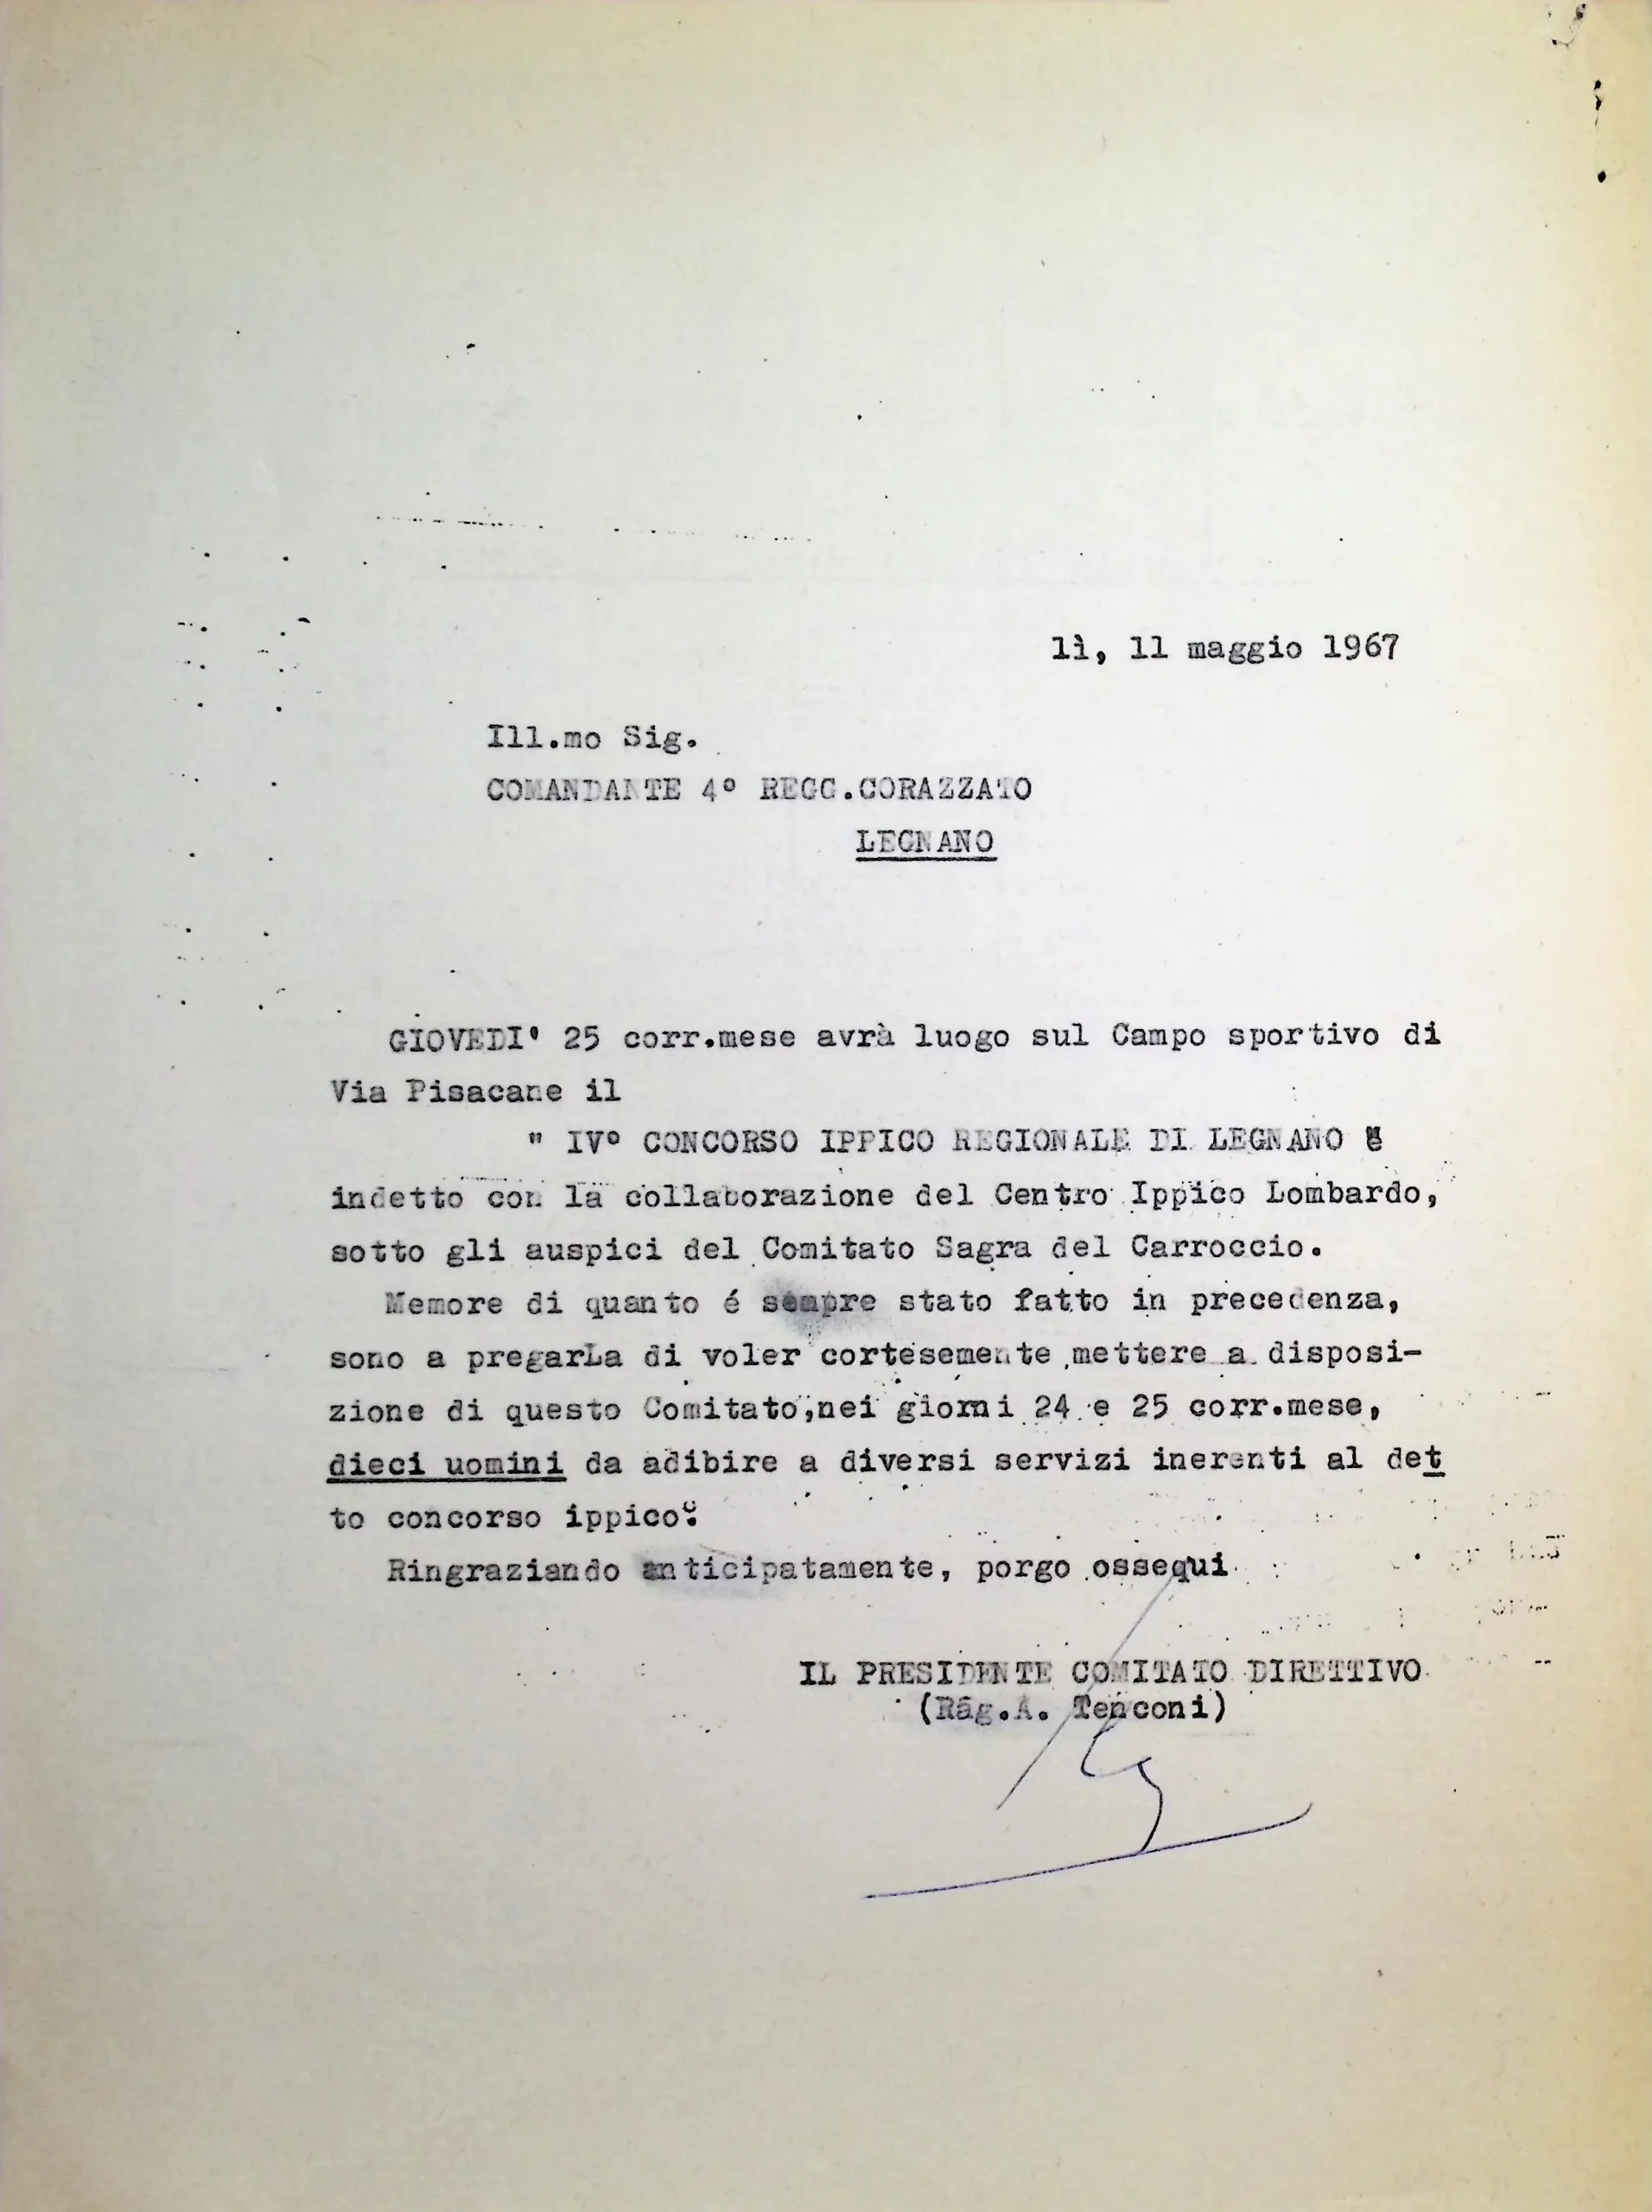 lì, 11 maggio 1967
Ill.mo Sig.
COMANDANTE 4° REGG.CORAZZATO
LEGNANO
GIOVEDI' 25 corr.mese avrà luogo sul Campo sportivo di
Via Pisacane il
" IV° CONCORSO IPPICO REGIONALE DI LEGNANO "
indetto con la collaborazione del Centro Ippico Lombardo,
sotto gli auspici del Comitato Sagra del Carroccio.
Memore di quanto é sempre stato fatto in precedenza,
sono a pregarLa di voler cortesemente mettere a disposi-
zione di questo Comitato,nei giorni 24 e 25 corr.mese,
dieci uomini da adibire a diversi servizi inerenti al det
to concorso ippico.
Ringraziando anticipatamente, porgo ossequi
IL PRESIDENTE COMITATO DIRETTIVO
(Rag.A. Tenconi)